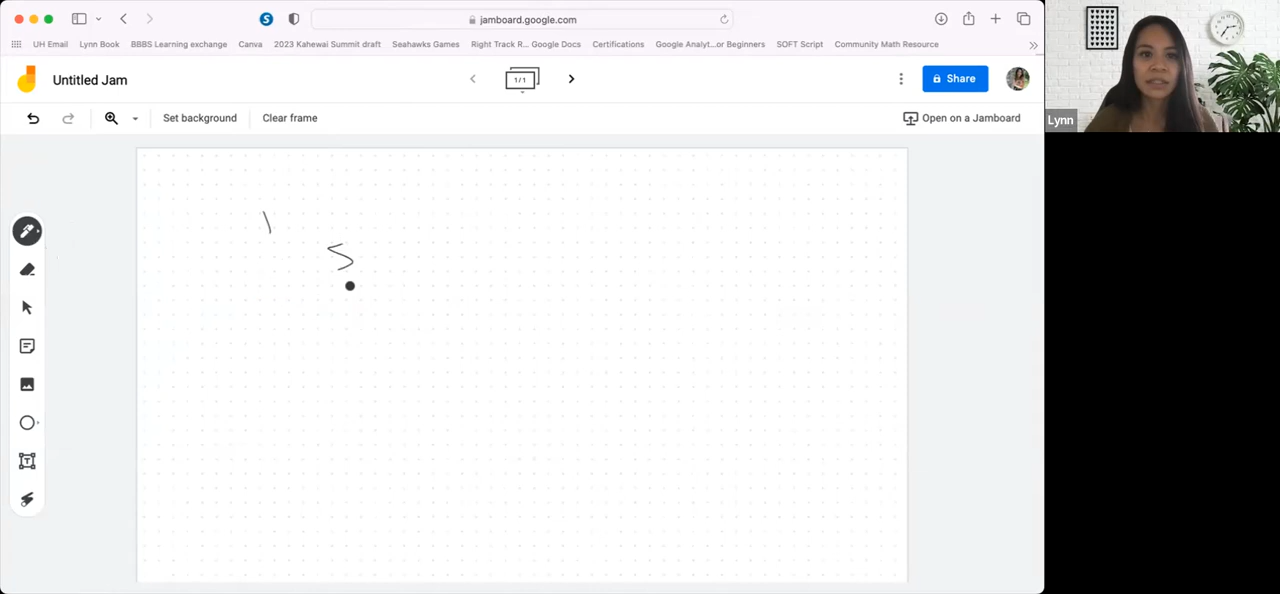 jamboard.google.com
UH Email Lynn Book BBBS Learning exchange Canva 2023 Kahewai Summit draft Seahawks Games Right Track R... Google Docs Certifications Google Analyt...or Beginners SOFT Script Community Math Resource
Untitled Jam 1/1 Share
Set background Clear frame Open on a Jamboard
Lynn